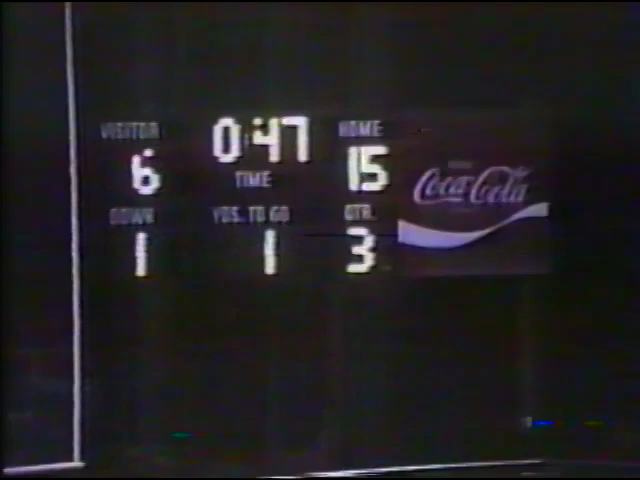 VISITOR 0:47 HOME
6 TIME 15
DOWN YDS. TO GO QTR.
1 1 3
Coca-Cola